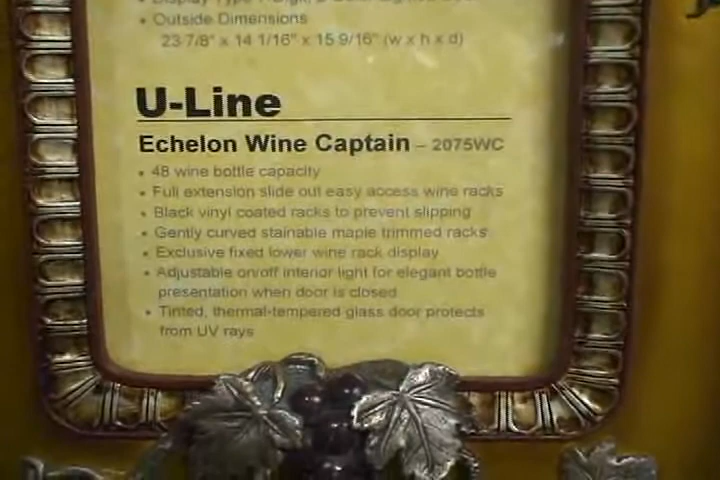 • Outside Dimensions
23 7/8" x 14 1/16" x 15 9/16" (w x h x d)
U-Line
Echelon Wine Captain – 2075WC
• 48 wine bottle capacity
• Full extension slide out easy access wine racks
• Black vinyl coated racks to prevent slipping
• Gently curved stainable maple trimmed racks
• Exclusive fixed lower wine rack display
• Adjustable on/off interior light for elegant bottle
presentation when door is closed
• Tinted, thermal-tempered glass door protects
from UV rays